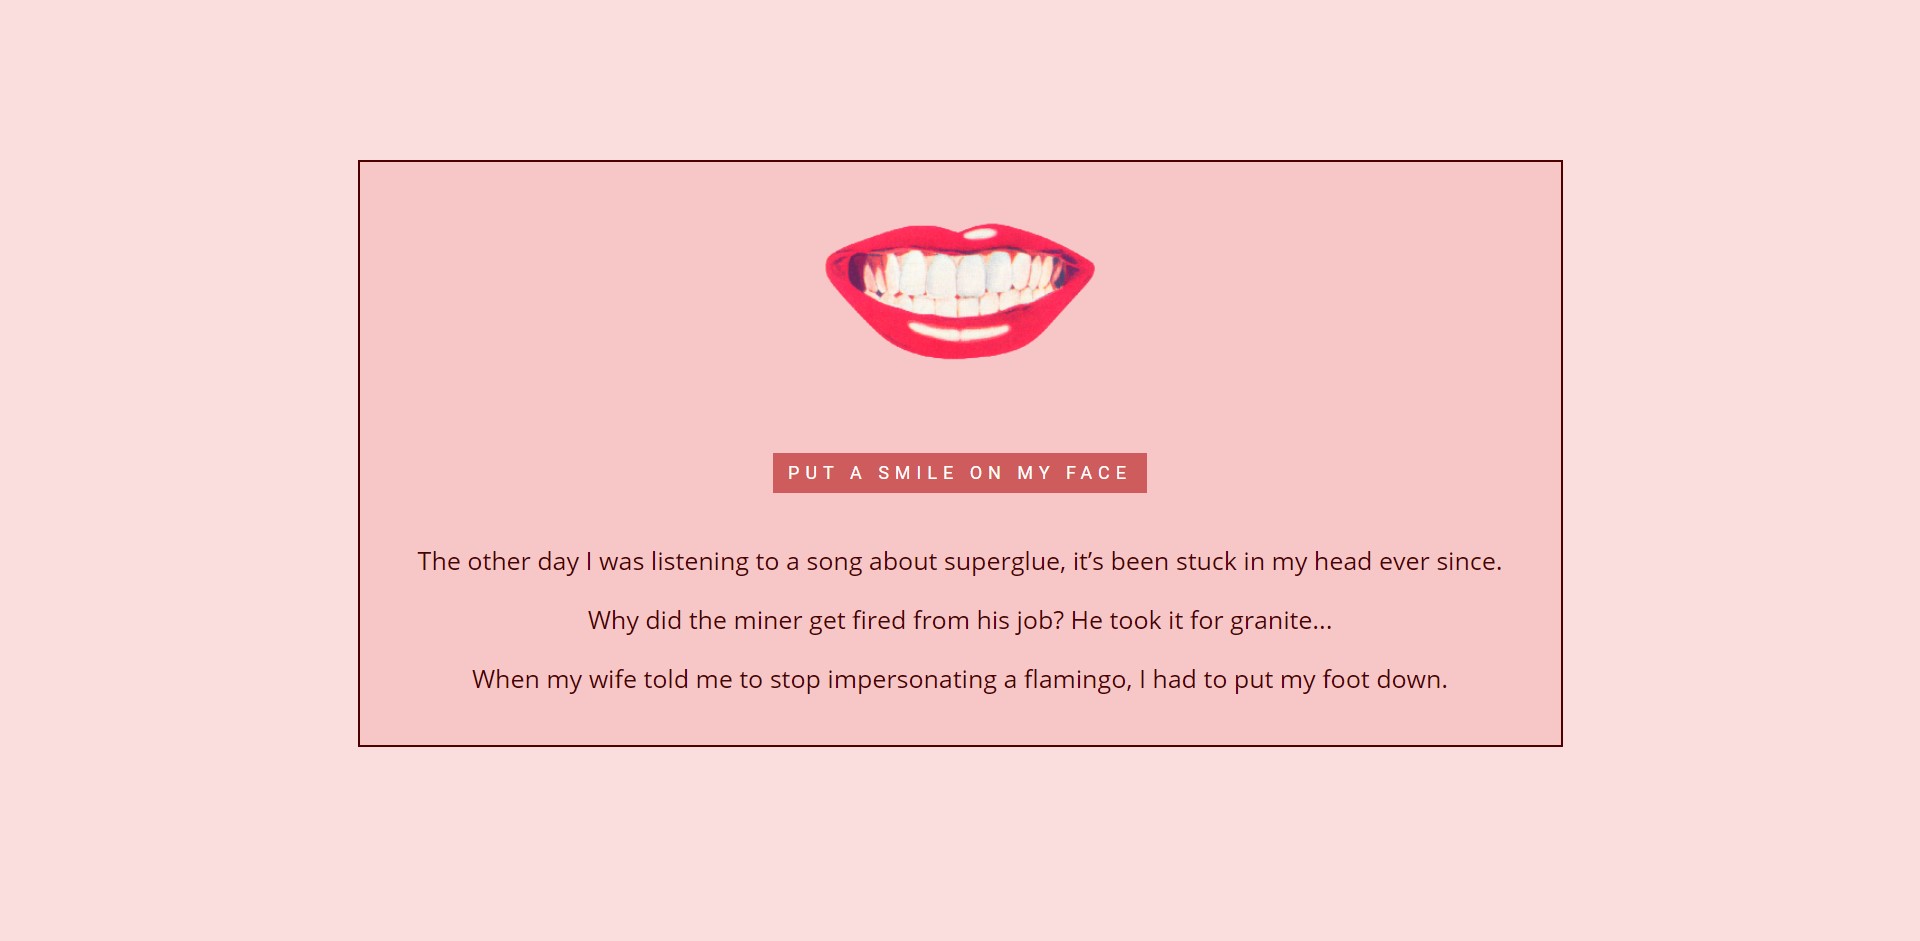 PUT A SMILE ON MY FACE
The other day I was listening to a song about superglue, it’s been stuck in my head ever since.
Why did the miner get fired from his job? He took it for granite...
When my wife told me to stop impersonating a flamingo, I had to put my foot down.